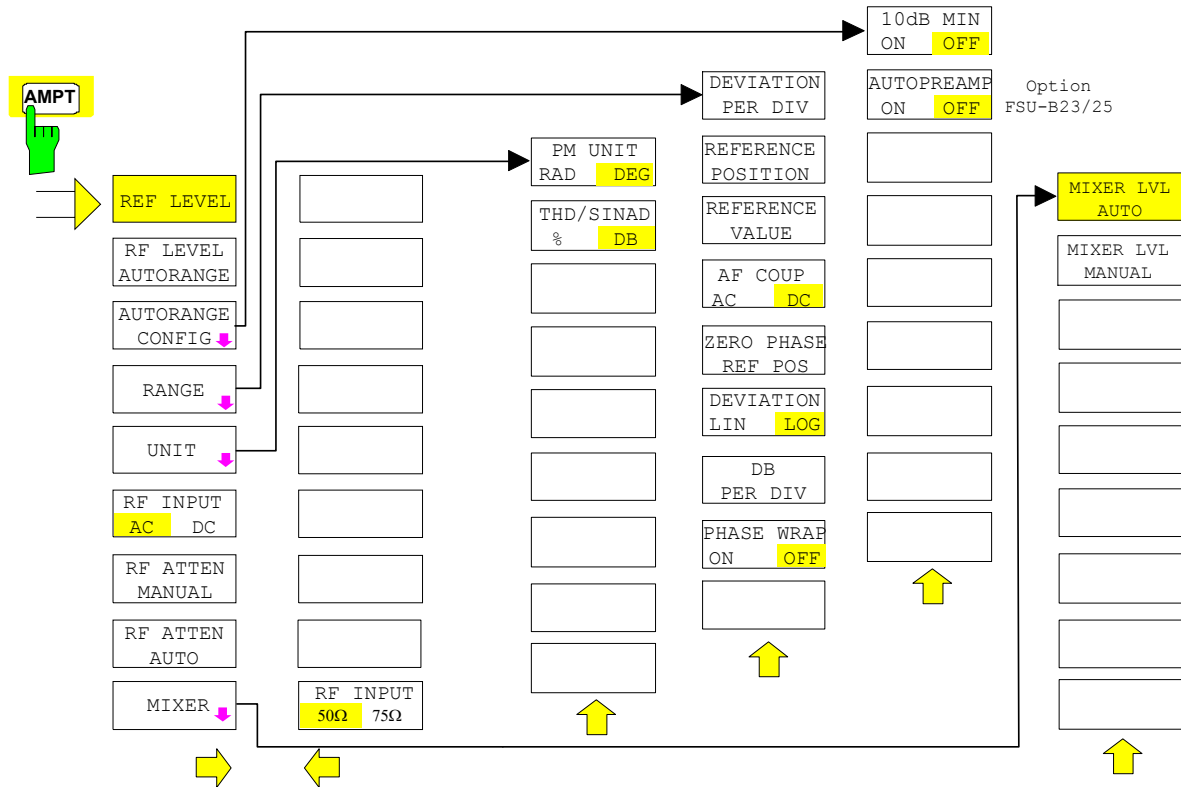 AMPT
REF LEVEL
RF LEVEL
AUTORANGE
AUTORANGE
CONFIG
RANGE
UNIT
RF INPUT
AC DC
RF ATTEN
MANUAL
RF ATTEN
AUTO
MIXER
RF INPUT
50Ω 75Ω
PM UNIT
RAD DEG
THD/SINAD
% DB
DEVIATION
PER DIV
REFERENCE
POSITION
REFERENCE
VALUE
AF COUP
AC DC
ZERO PHASE
REF POS
DEVIATION
LIN LOG
DB
PER DIV
PHASE WRAP
ON OFF
10dB MIN
ON OFF
AUTOPREAMP
ON OFF
Option
FSU-B23/25
MIXER LVL
AUTO
MIXER LVL
MANUAL